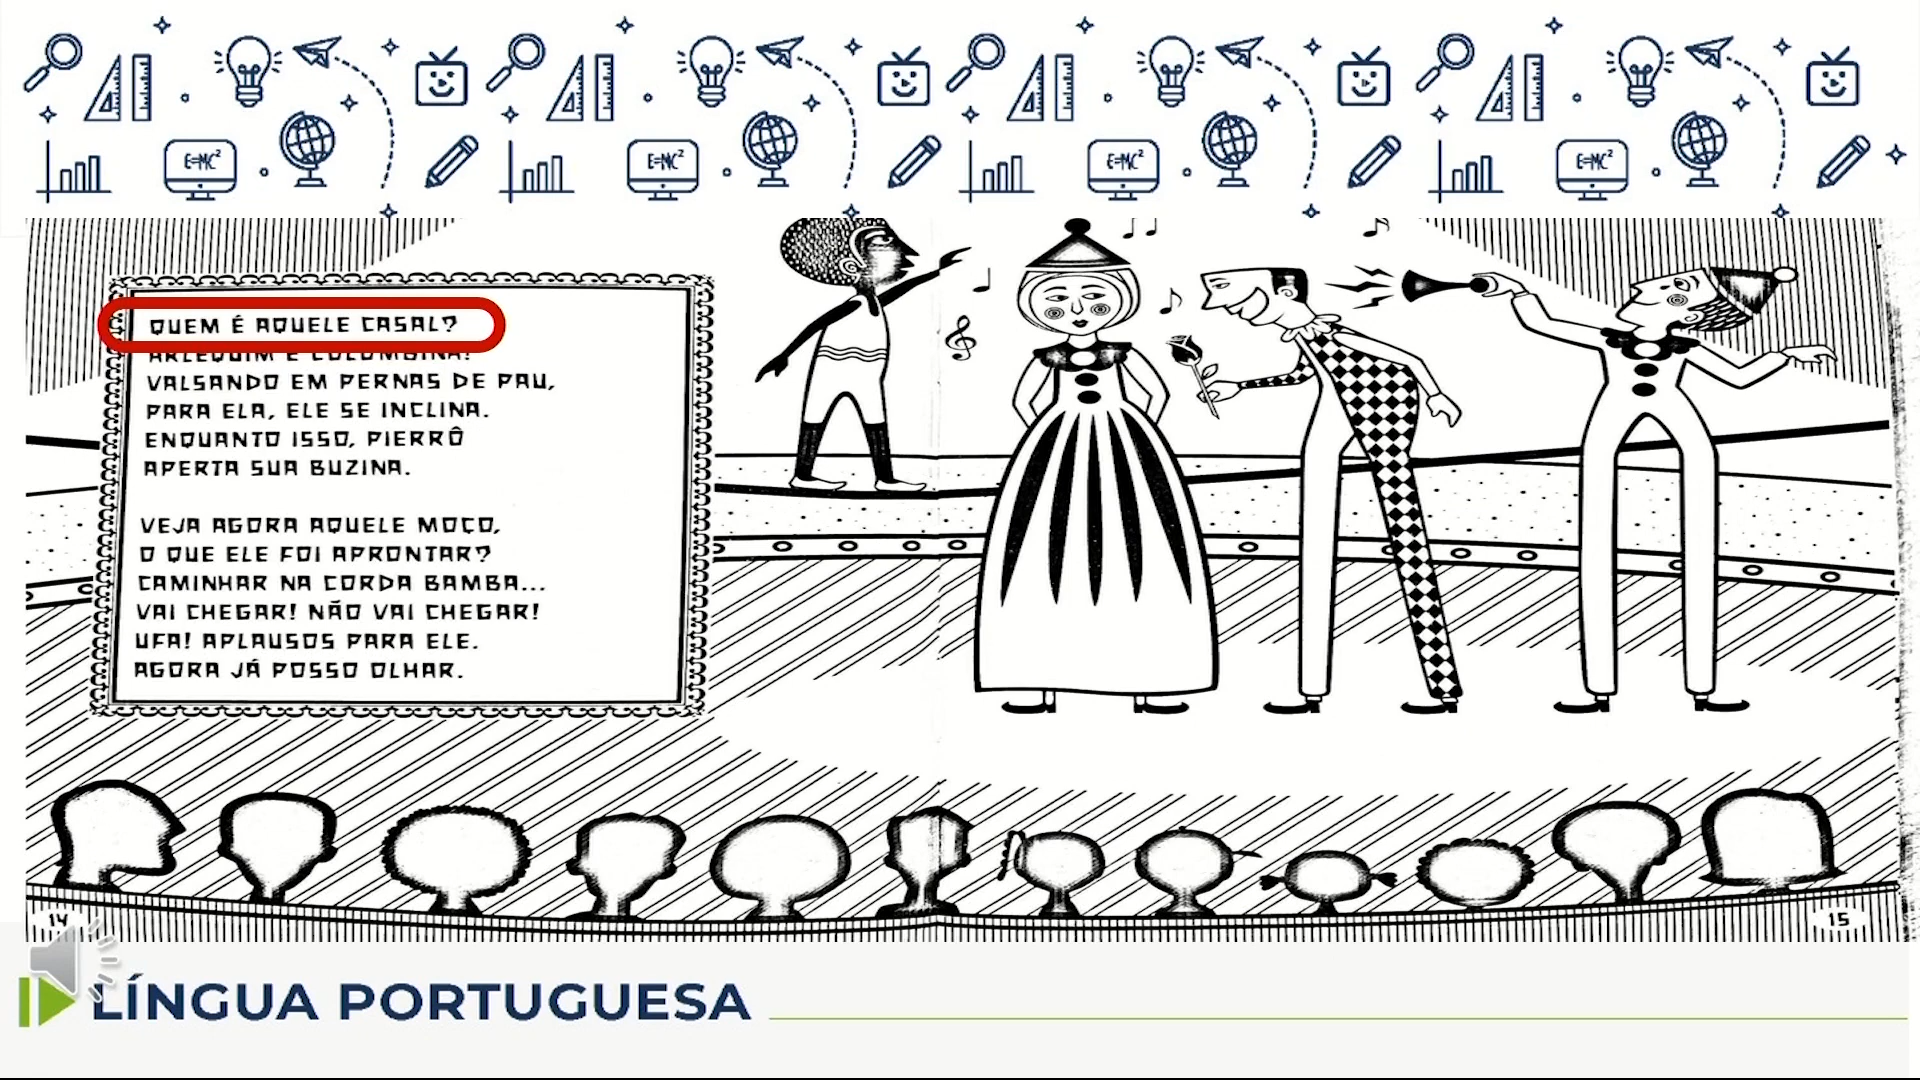 E=MC²
E=MC²
E=MC²
E=MC²
QUEM É AQUELE CASAL?
ARLEQUIM E COLOMBINA!
VALSANDO EM PERNAS DE PAU,
PARA ELA, ELE SE INCLINA.
ENQUANTO ISSO, PIERRÔ
APERTA SUA BUZINA.
VEJA AGORA AQUELE MOÇO,
O QUE ELE FOI APRONTAR?
CAMINHAR NA CORDA BAMBA...
VAI CHEGAR! NÃO VAI CHEGAR!
UFA! APLAUSOS PARA ELE.
AGORA JÁ POSSO OLHAR.
14
15
LÍNGUA PORTUGUESA